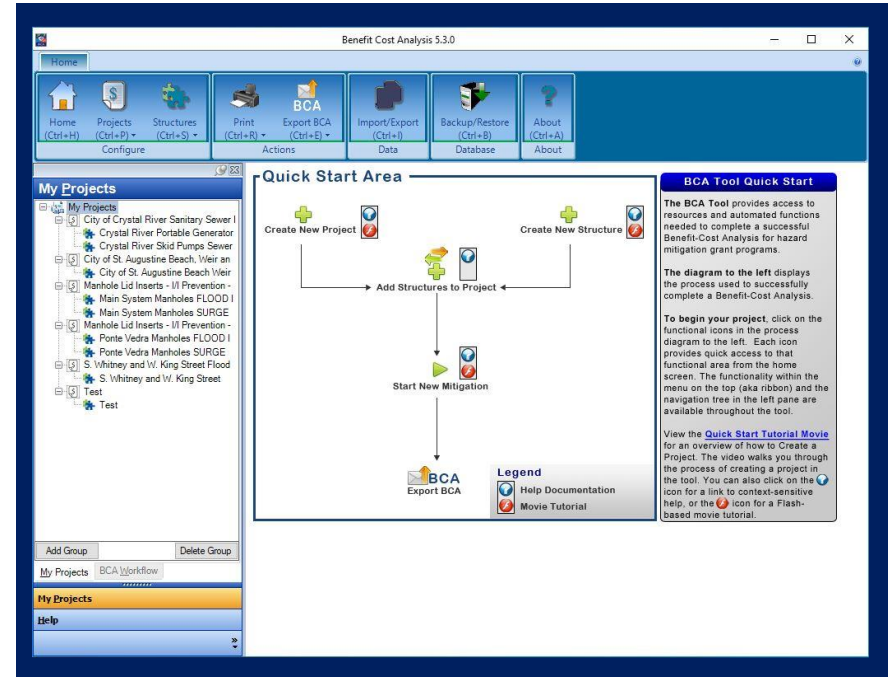 Benefit Cost Analysis 5.3.0
Home
Home
(Ctrl+H)
Projects
(Ctrl+P)
Structures
(Ctrl+S)
Configure
Print
(Ctrl+R)
BCA
Export BCA
(Ctrl+E)
Actions
Import/Export
(Ctrl+I)
Data
Backup/Restore
(Ctrl+B)
Database
About
(Ctrl+A)
About
My Projects
My Projects
City of Crystal River Sanitary Sewer I
Crystal River Portable Generator
Crystal River Skid Pumps Sewer
City of St. Augustine Beach, Weir an
City of St. Augustine Beach Weir
Manhole Lid Inserts - I/I Prevention -
Main System Manholes FLOOD I
Main System Manholes SURGE
Manhole Lid Inserts - I/I Prevention -
Ponte Vedra Manholes FLOOD I
Ponte Vedra Manholes SURGE
S. Whitney and W. King Street Flood
S. Whitney and W. King Street
Test
Test
Add Group
Delete Group
My Projects
BCA Workflow
My Projects
Help
Quick Start Area
Create New Project
Create New Structure
Add Structures to Project
Start New Mitigation
BCA
Export BCA
Legend
Help Documentation
Movie Tutorial
BCA Tool Quick Start
The BCA Tool provides access to
resources and automated functions
needed to complete a successful
Benefit-Cost Analysis for hazard
mitigation grant programs.
The diagram to the left displays
the process used to successfully
complete a Benefit-Cost Analysis.
To begin your project, click on the
functional icons in the process
diagram to the left. Each icon
provides quick access to that
functional area from the home
screen. The functionality within the
menu on the top (aka ribbon) and the
navigation tree in the left pane are
available throughout the tool.
View the Quick Start Tutorial Movie
for an overview of how to Create a
Project. The video walks you through
the process of creating a project in
the tool. You can also click on the
icon for a link to context-sensitive
help, or the icon for a Flash-
based movie tutorial.